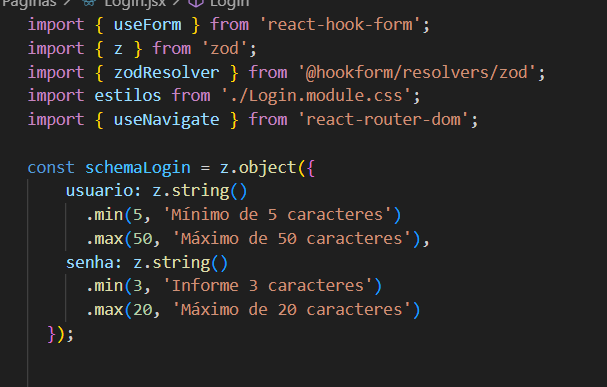 Paginas > Login.jsx > Login
import { useForm } from 'react-hook-form';
import { z } from 'zod';
import { zodResolver } from '@hookform/resolvers/zod';
import estilos from './Login.module.css';
import { useNavigate } from 'react-router-dom';
const schemaLogin = z.object({
usuario: z.string()
.min(5, 'Mínimo de 5 caracteres')
.max(50, 'Máximo de 50 caracteres'),
senha: z.string()
.min(3, 'Informe 3 caracteres')
.max(20, 'Máximo de 20 caracteres')
});